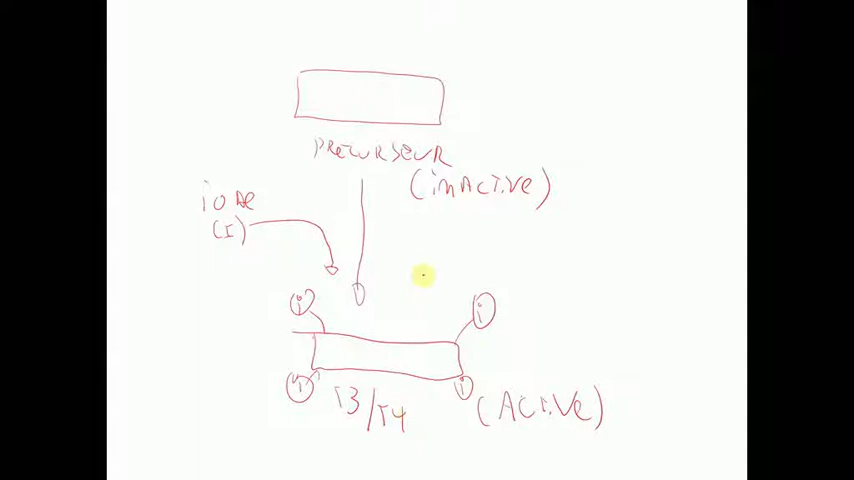 PRECURSEUR
(inActive)
iode
(I)
i
i
i
i
T3/T4
(ACTIVE)